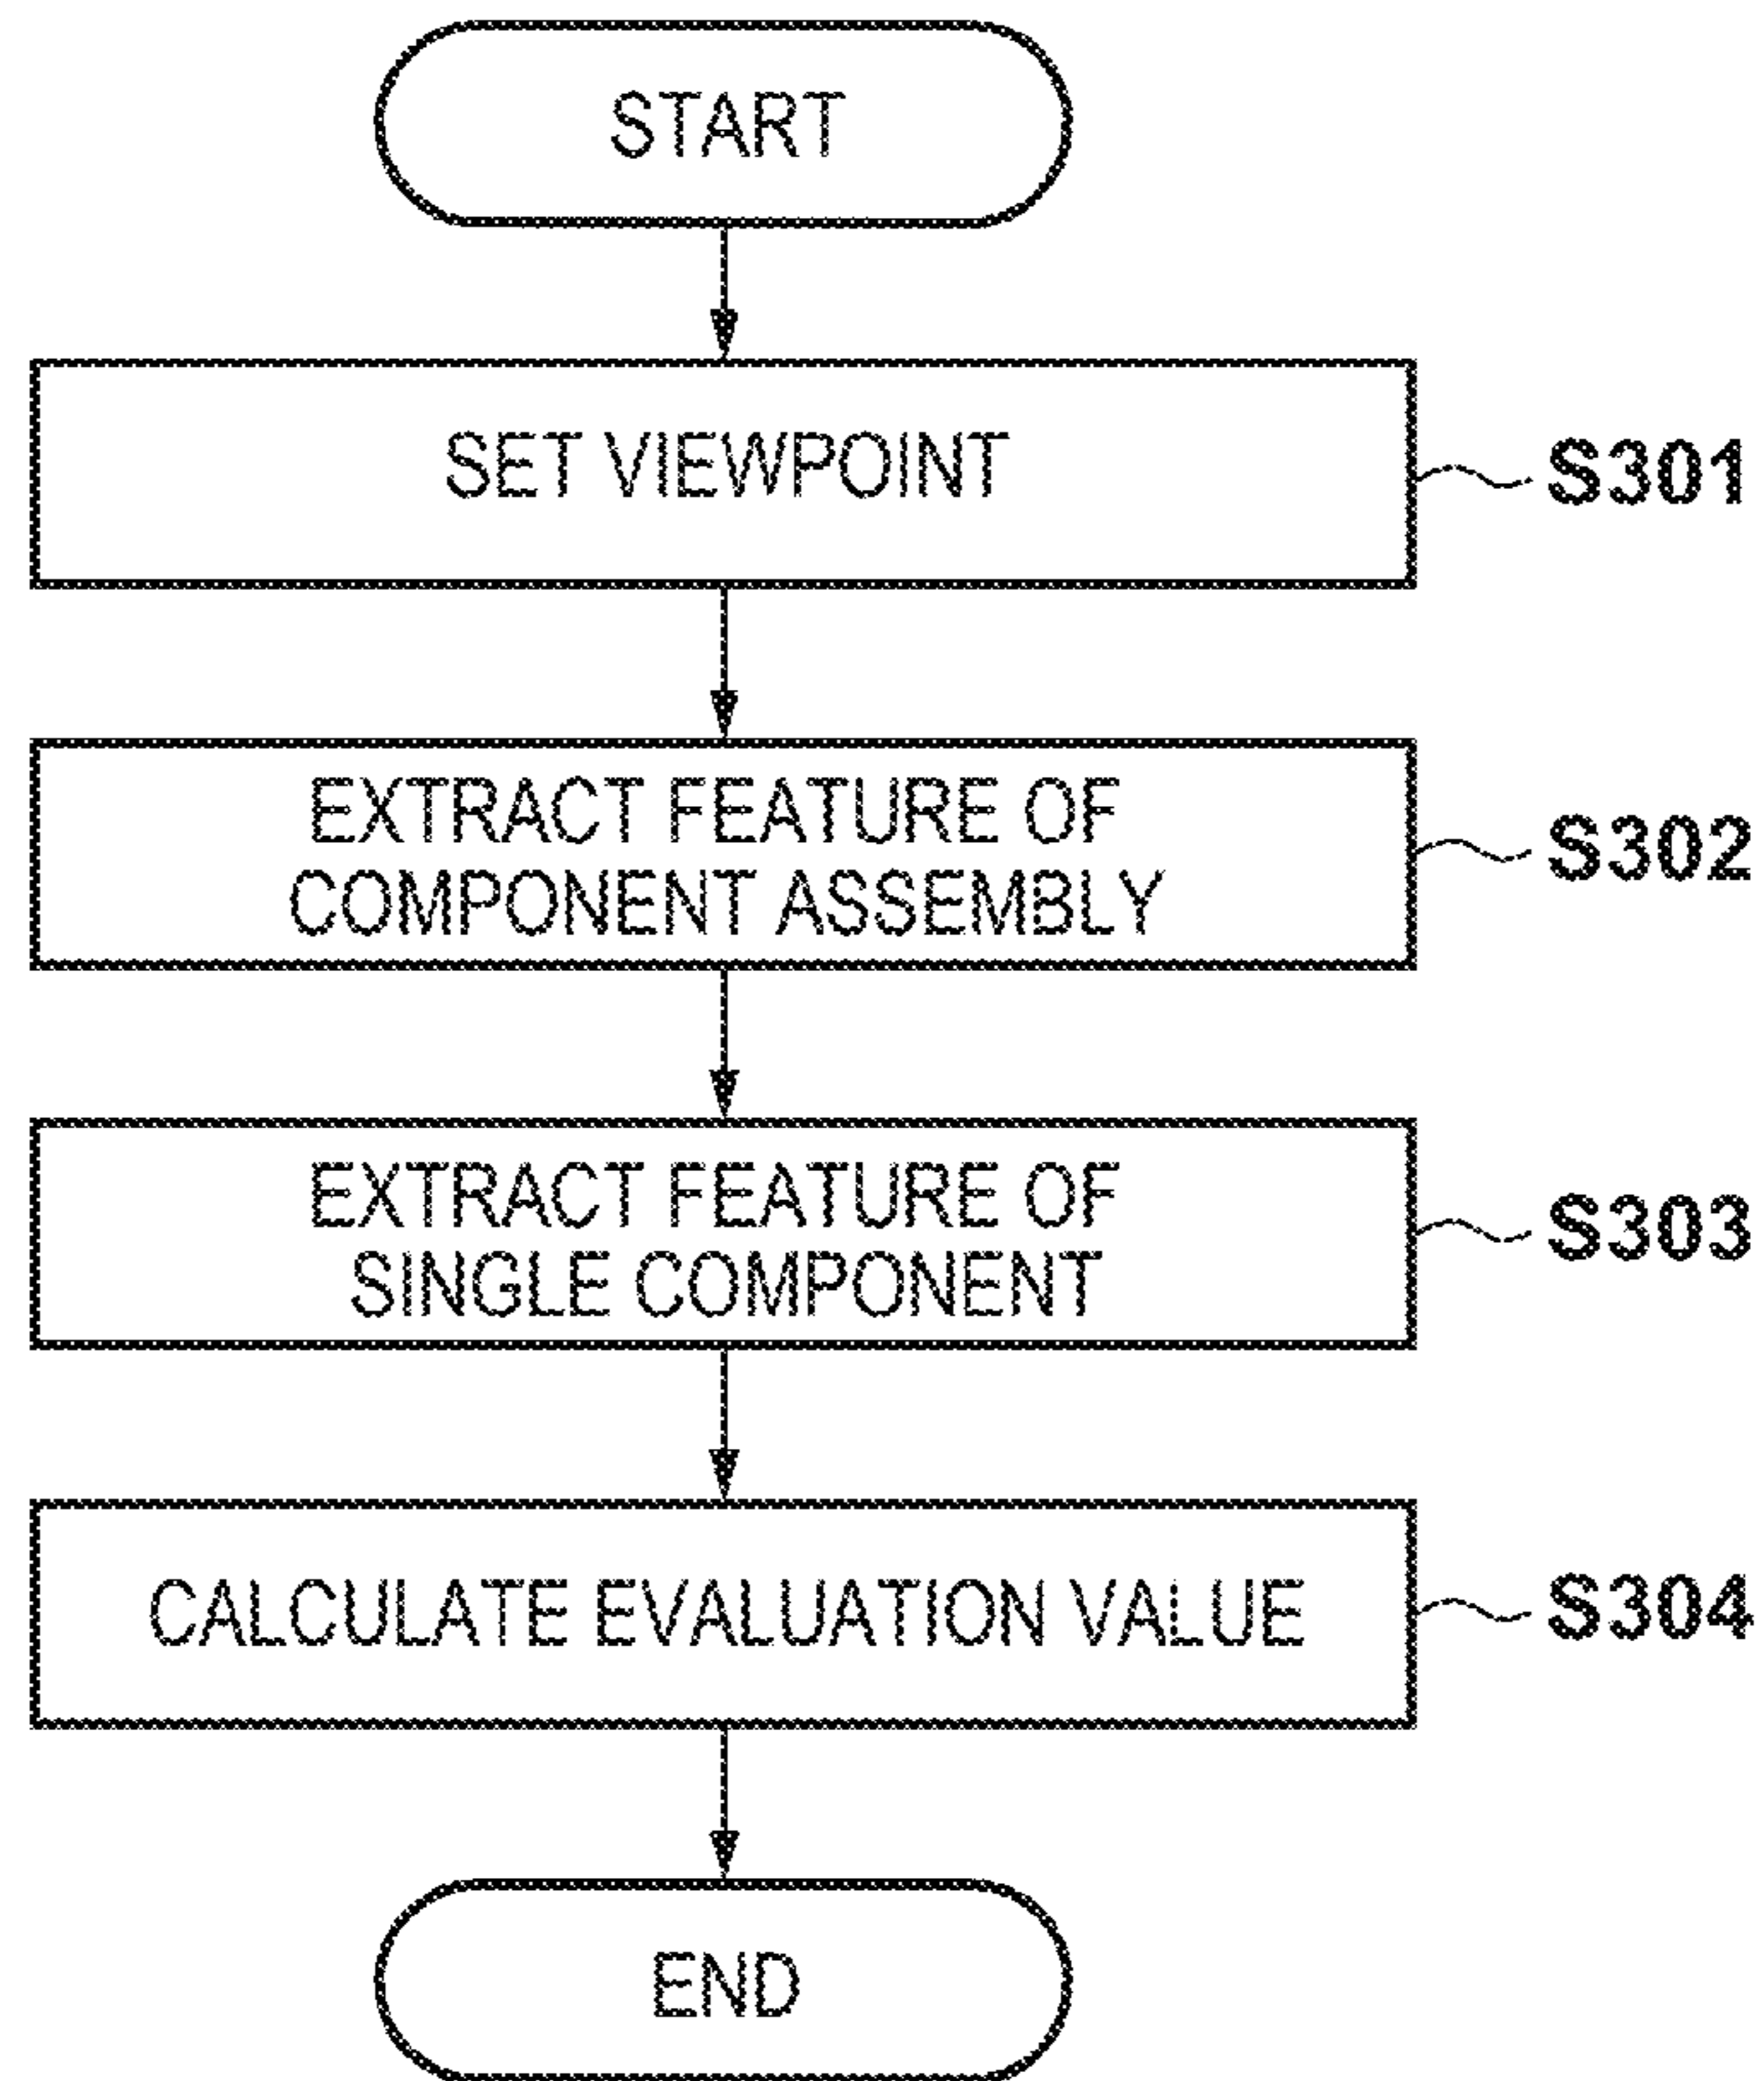 START
SET VIEWPOINT
S301
EXTRACT FEATURE OF
COMPONENT ASSEMBLY
S302
EXTRACT FEATURE OF
SINGLE COMPONENT
S303
CALCULATE EVALUATION VALUE
S304
END